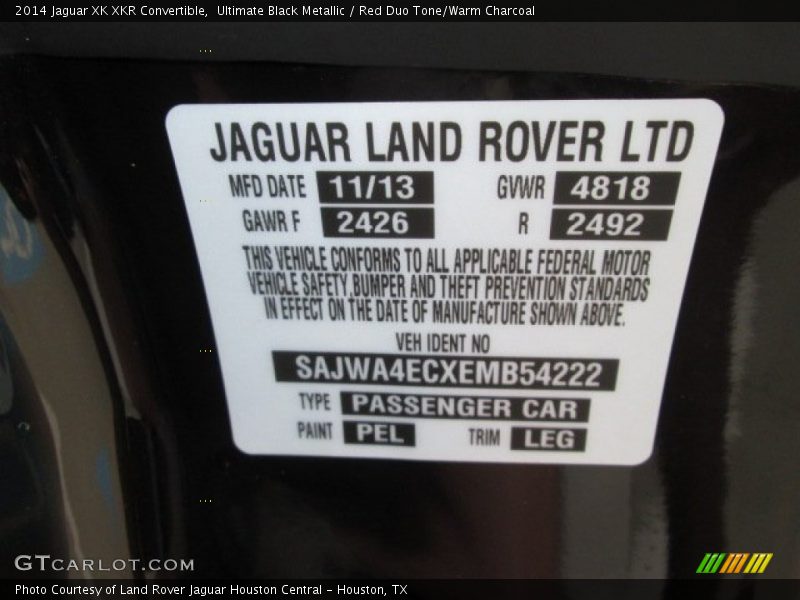 2014 Jaguar XK XKR Convertible,  Ultimate Black Metallic / Red Duo Tone/Warm Charcoal
JAGUAR LAND ROVER LTD
MFD DATE 11/13 GVWR 4818
GAWR F 2426 R 2492
THIS VEHICLE CONFORMS TO ALL APPLICABLE FEDERAL MOTOR
VEHICLE SAFETY, BUMPER AND THEFT PREVENTION STANDARDS
IN EFFECT ON THE DATE OF MANUFACTURE SHOWN ABOVE.
VEH IDENT NO
SAJWA4ECXEMB54222
TYPE PASSENGER CAR
PAINT PEL TRIM LEG
GTCARLOT.COM
Photo Courtesy of Land Rover Jaguar Houston Central - Houston, TX